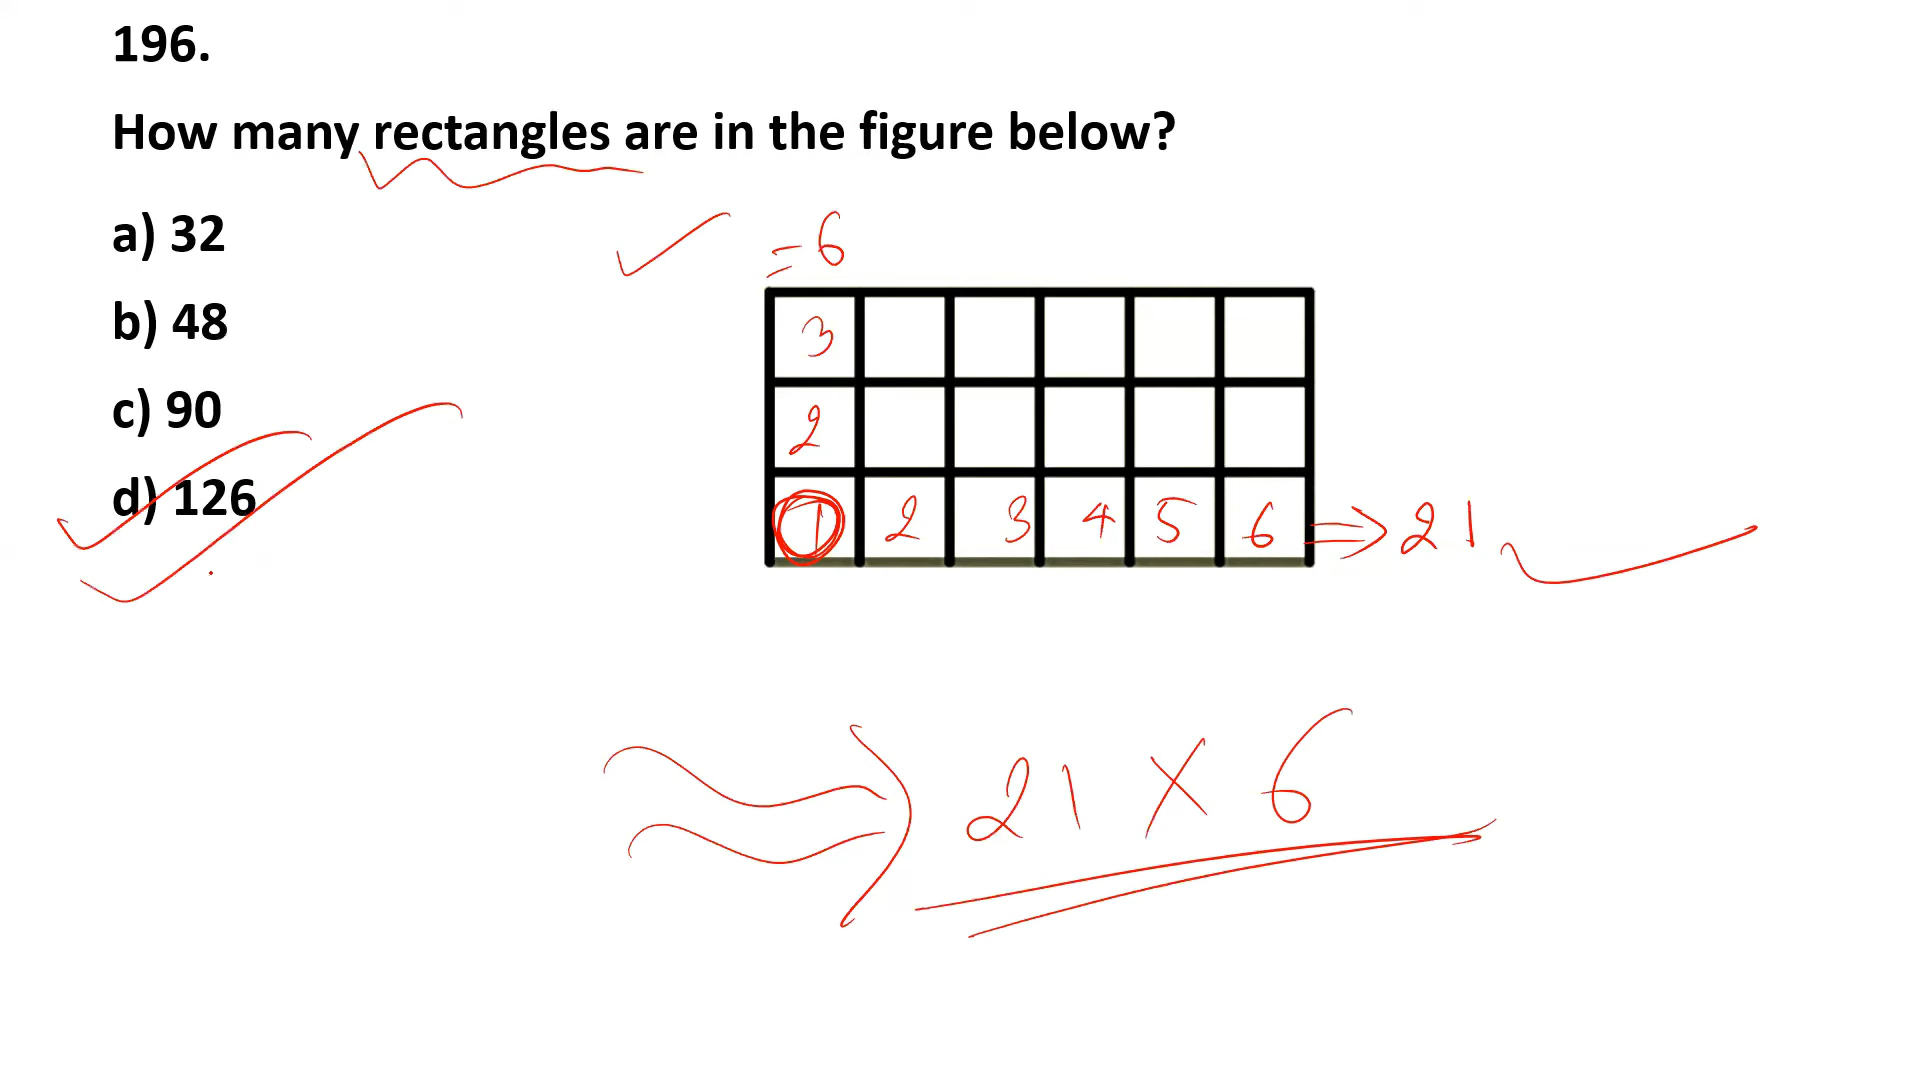 196.
How many rectangles are in the figure below?
a) 32
b) 48
c) 90
d) 126
= 6
3
2
1 2 3 4 5 6 ⇒ 21
21 × 6